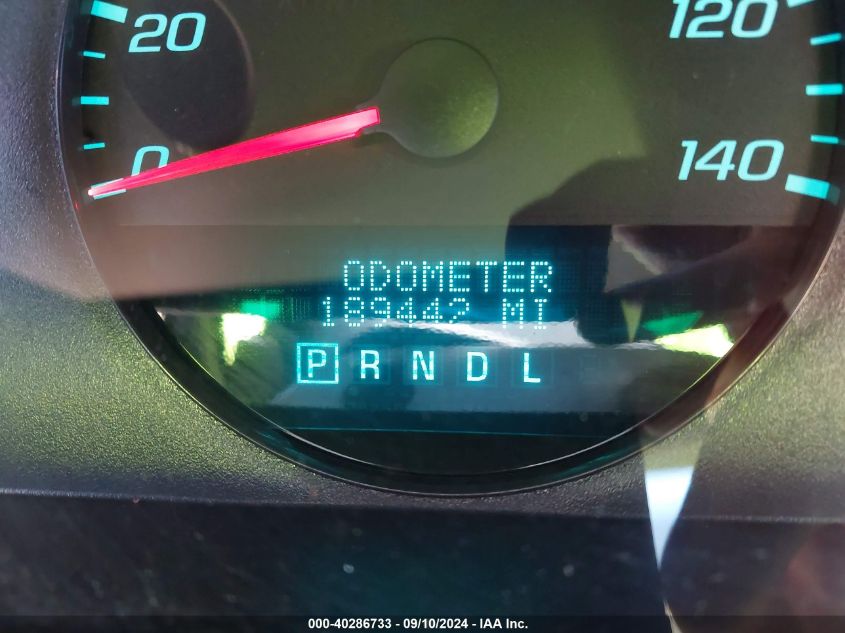 20
120
0
140
ODOMETER
189442 MI
P R N D L
000-40286733 - 09/10/2024 - IAA Inc.